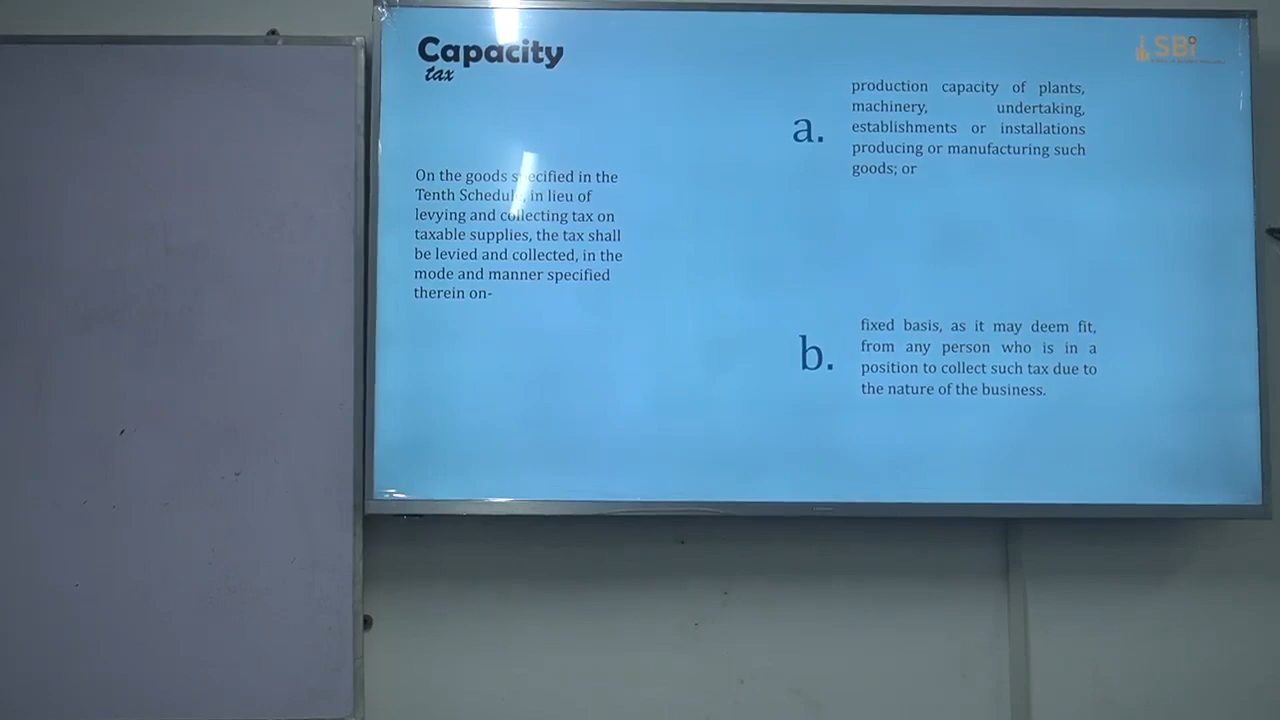 Capacity
tax
On the goods specified in the
Tenth Schedule, in lieu of
levying and collecting tax on
taxable supplies, the tax shall
be levied and collected, in the
mode and manner specified
therein on-
a.
production capacity of plants,
machinery, undertaking,
establishments or installations
producing or manufacturing such
goods; or
b.
fixed basis, as it may deem fit,
from any person who is in a
position to collect such tax due to
the nature of the business.
SBi